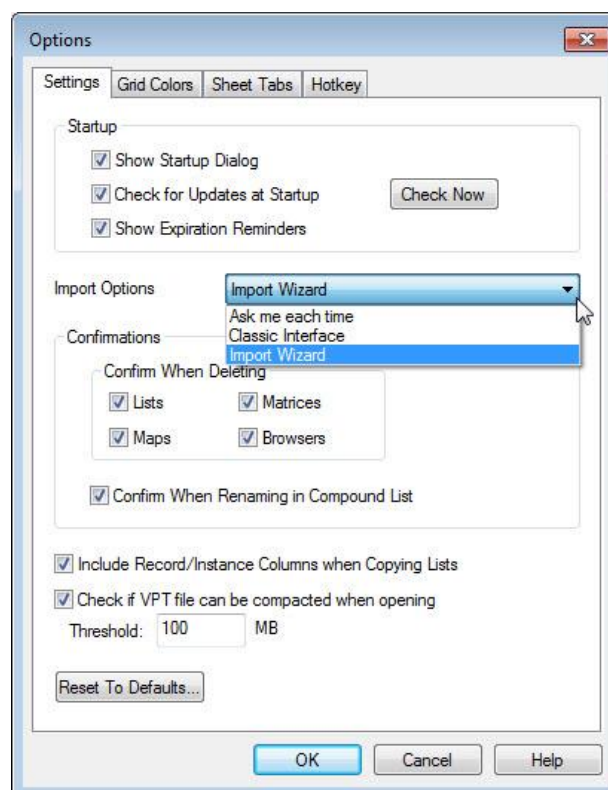 Options
Settings Grid Colors Sheet Tabs Hotkey
Startup
Show Startup Dialog
Check for Updates at Startup Check Now
Show Expiration Reminders
Import Options Import Wizard
Ask me each time
Classic Interface
Import Wizard
Confirmations
Confirm When Deleting
Lists Matrices
Maps Browsers
Confirm When Renaming in Compound List
Include Record/Instance Columns when Copying Lists
Check if VPT file can be compacted when opening
Threshold: 100 MB
Reset To Defaults...
OK Cancel Help